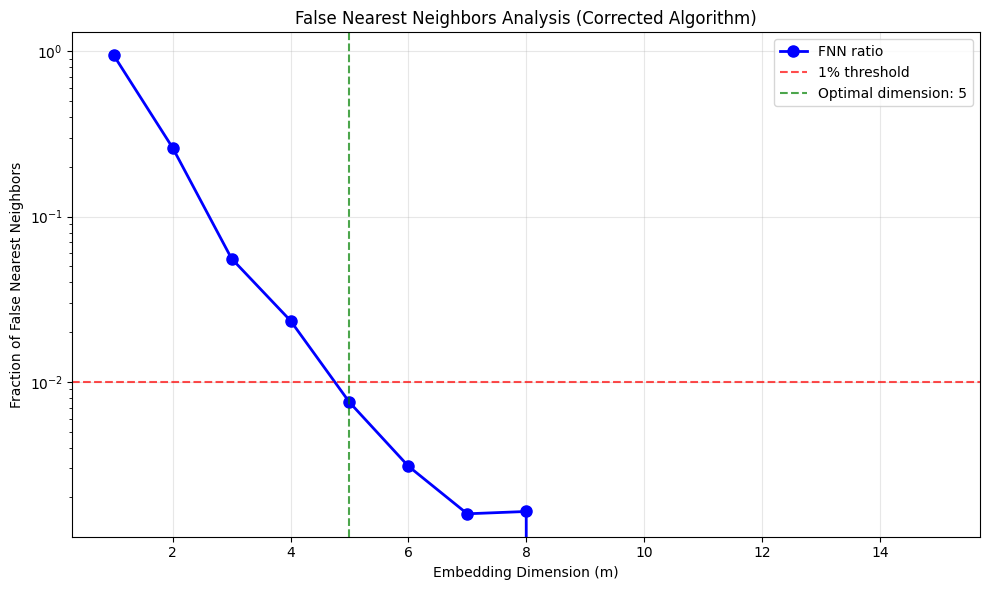 False Nearest Neighbors Analysis (Corrected Algorithm)
FNN ratio
1% threshold
Optimal dimension: 5
Fraction of False Nearest Neighbors
10⁰
10⁻¹
10⁻²
2 4 6 8 10 12 14
Embedding Dimension (m)